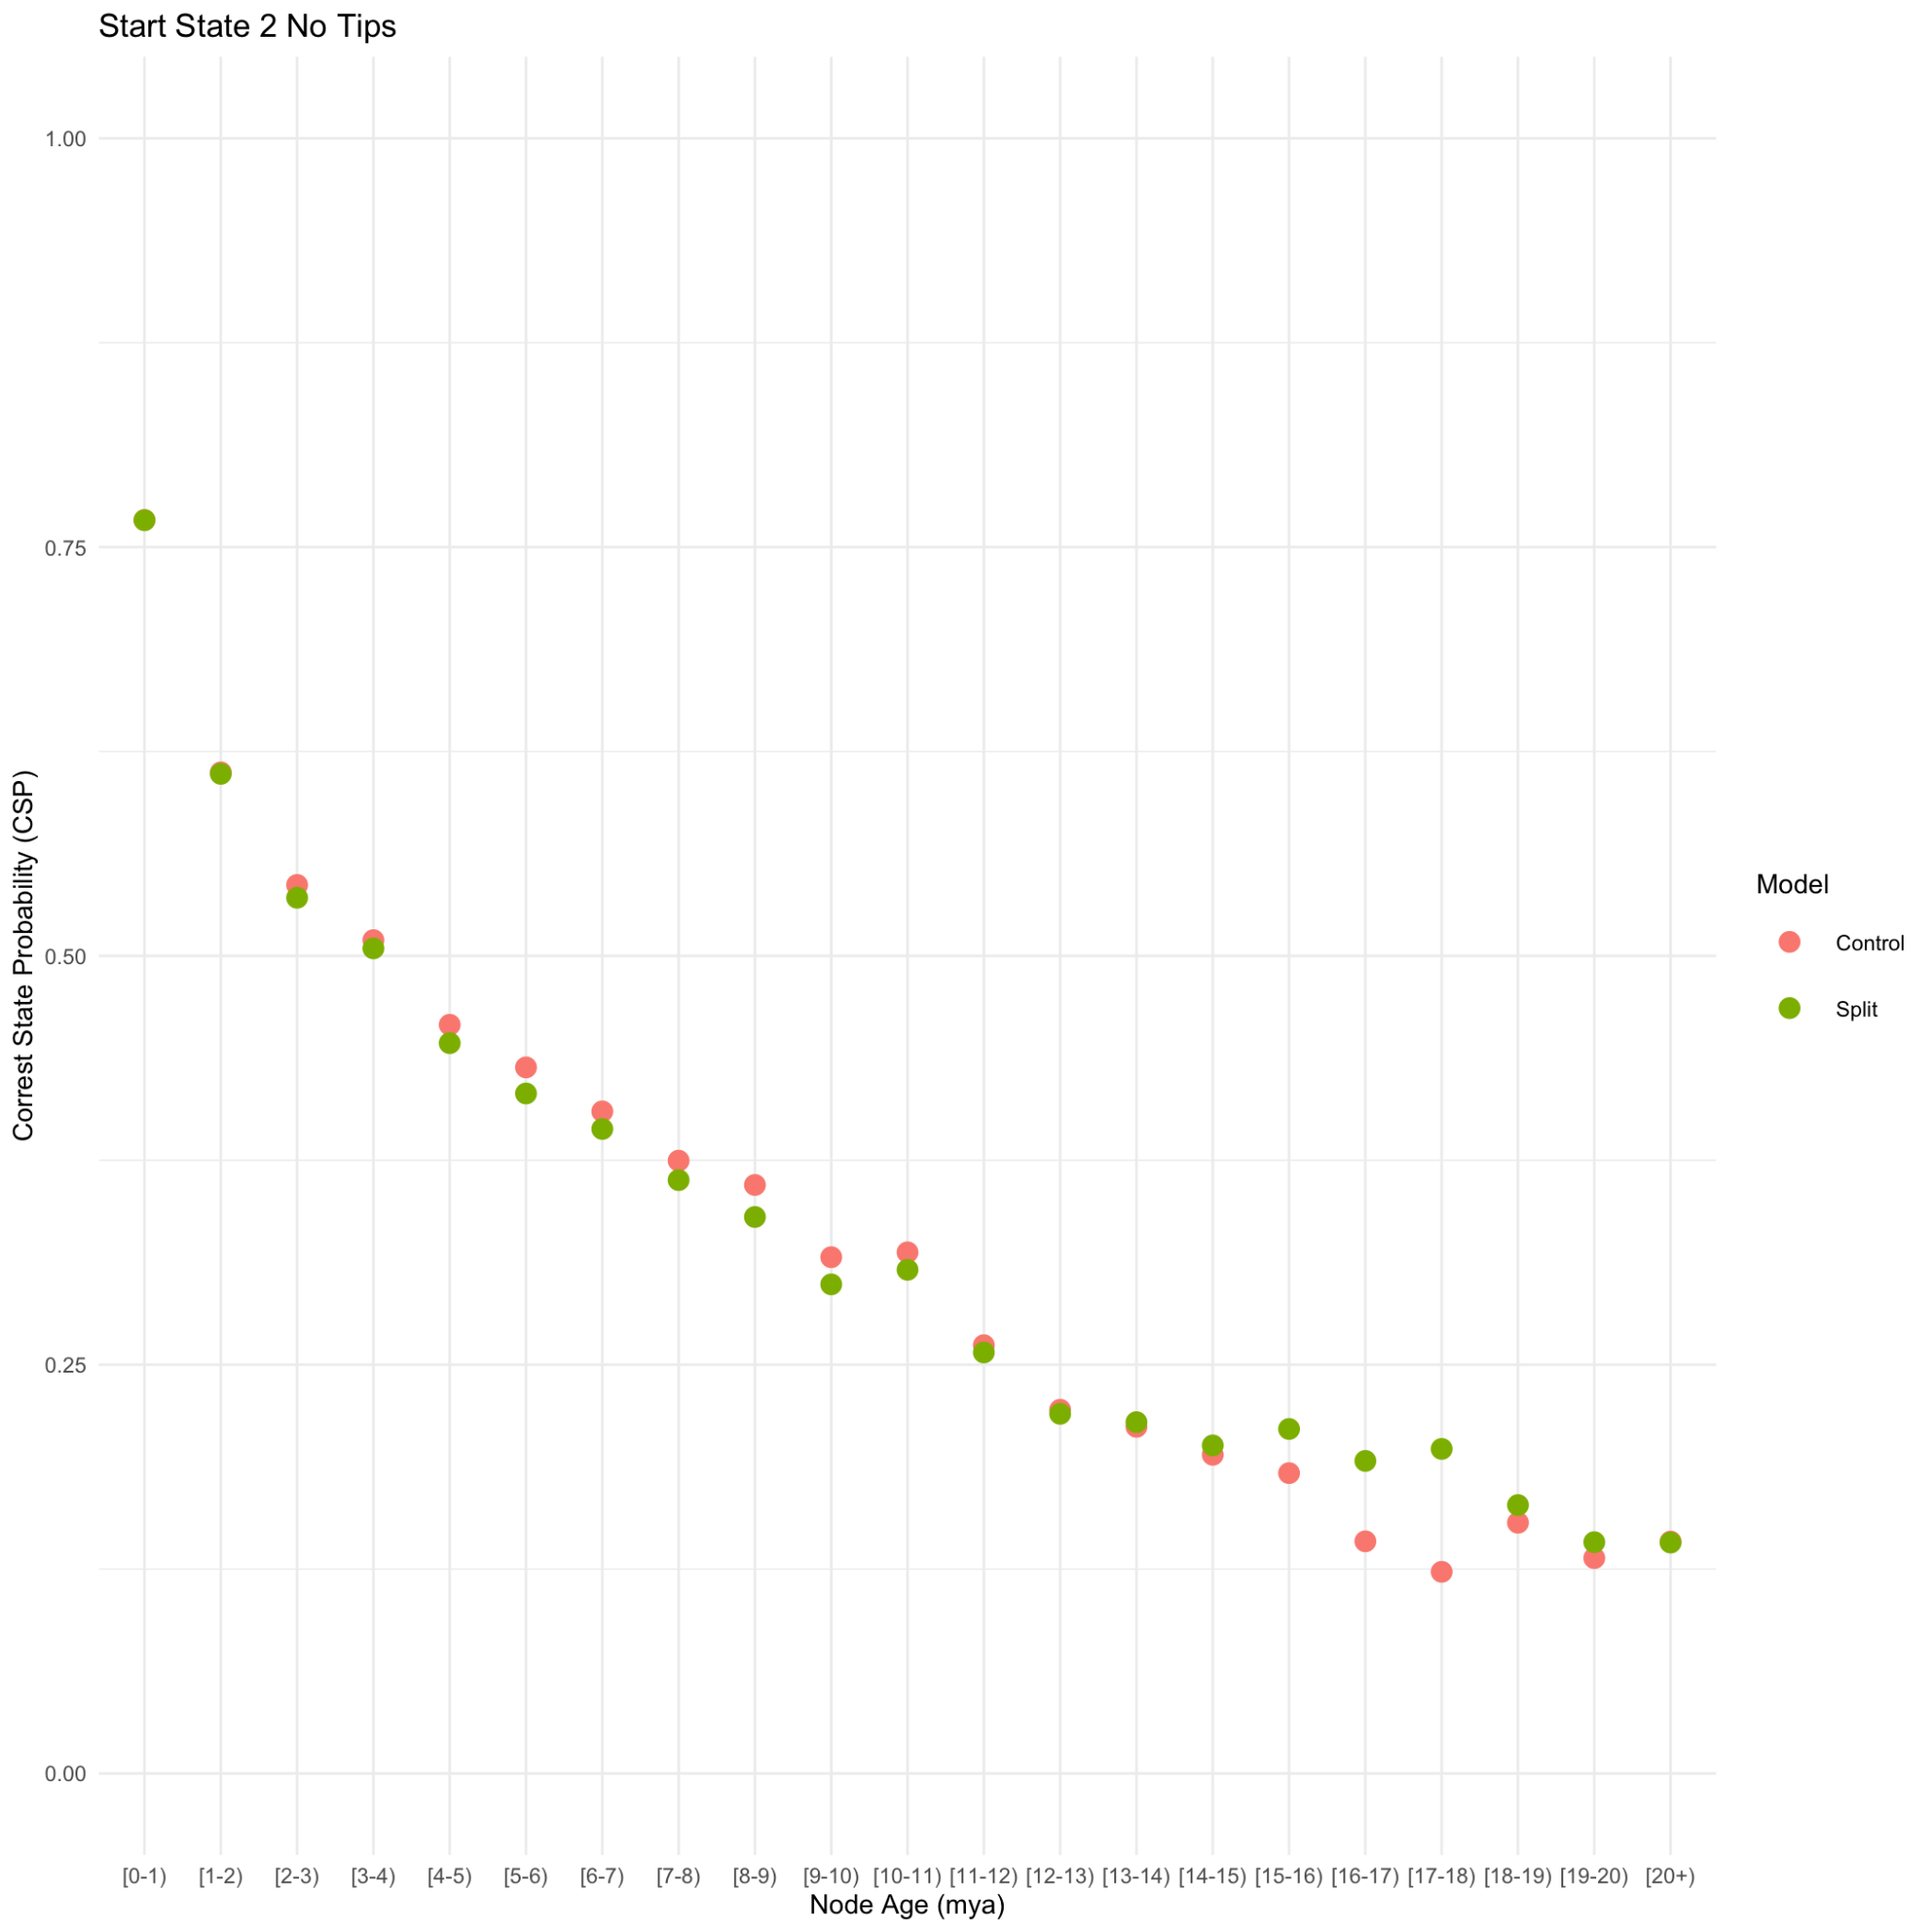 Start State 2 No Tips
1.00
0.75
0.50
0.25
0.00
Correst State Probability (CSP)
[0-1) [1-2) [2-3) [3-4) [4-5) [5-6) [6-7) [7-8) [8-9) [9-10) [10-11) [11-12) [12-13) [13-14) [14-15) [15-16) [16-17) [17-18) [18-19) [19-20) [20+)
Node Age (mya)
Model
Control
Split